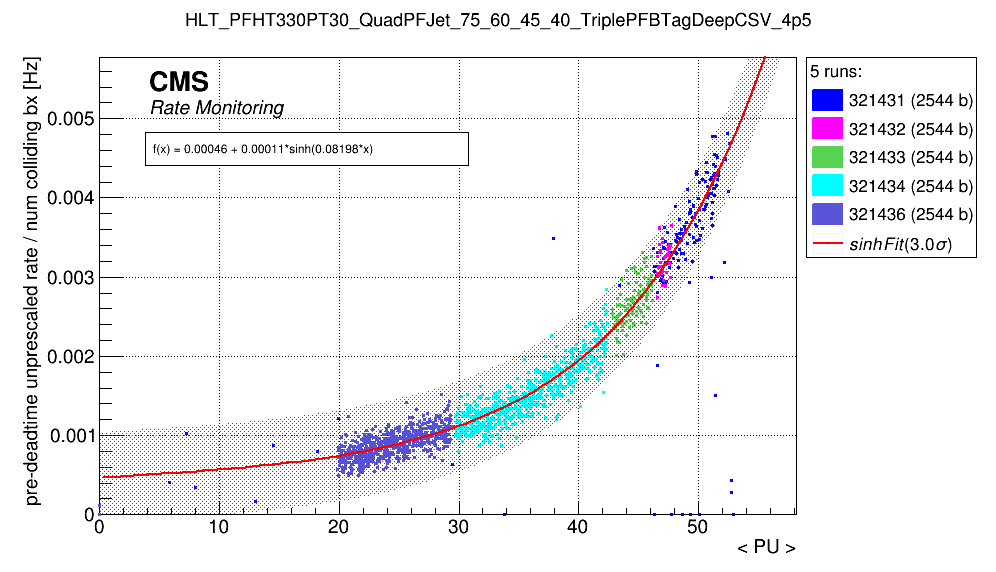 HLT_PFHT330PT30_QuadPFJet_75_60_45_40_TriplePFBTagDeepCSV_4p5
pre-deadtime unprescaled rate / num colliding bx [Hz]
CMS
Rate Monitoring
f(x) = 0.00046 + 0.00011*sinh(0.08198*x)
0.005
0.004
0.003
0.002
0.001
0
0 10 20 30 40 50
< PU >
5 runs:
321431 (2544 b)
321432 (2544 b)
321433 (2544 b)
321434 (2544 b)
321436 (2544 b)
sinhFit(3.0σ)